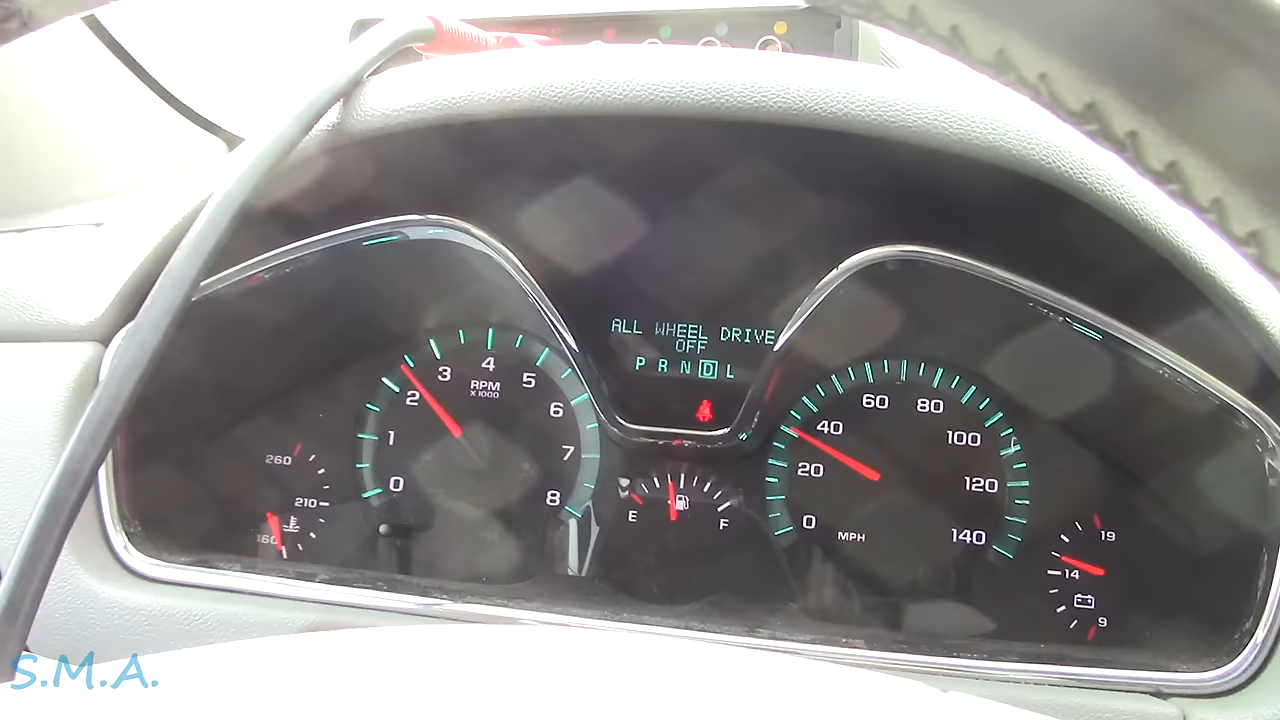 ALL WHEEL DRIVE
OFF
P R N D L
0 1 2 3 4 5 6 7 8
RPM
X 1000
0 20 40 60 80 100 120 140
MPH
260
210
160
E F
19
14
9
S.M.A.